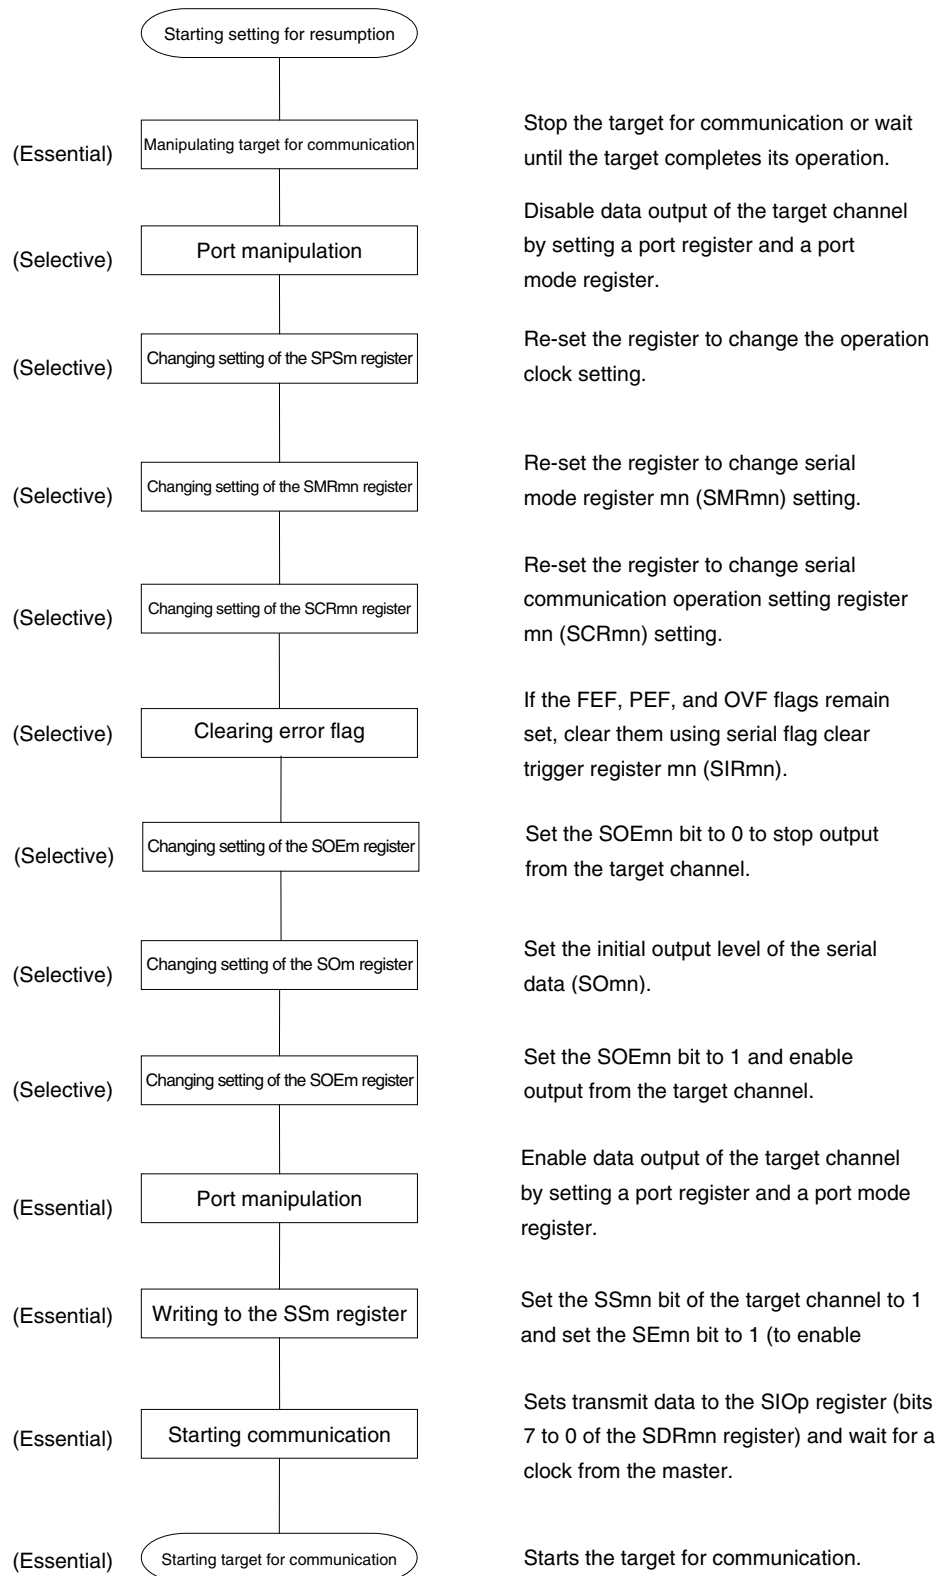 Starting setting for resumption
(Essential)
Manipulating target for communication
Stop the target for communication or wait
until the target completes its operation.
(Selective)
Port manipulation
Disable data output of the target channel
by setting a port register and a port
mode register.
(Selective)
Changing setting of the SPSm register
Re-set the register to change the operation
clock setting.
(Selective)
Changing setting of the SMRmn register
Re-set the register to change serial
mode register mn (SMRmn) setting.
(Selective)
Changing setting of the SCRmn register
Re-set the register to change serial
communication operation setting register
mn (SCRmn) setting.
(Selective)
Clearing error flag
If the FEF, PEF, and OVF flags remain
set, clear them using serial flag clear
trigger register mn (SIRmn).
(Selective)
Changing setting of the SOEm register
Set the SOEmn bit to 0 to stop output
from the target channel.
(Selective)
Changing setting of the SOm register
Set the initial output level of the serial
data (SOmn).
(Selective)
Changing setting of the SOEm register
Set the SOEmn bit to 1 and enable
output from the target channel.
(Essential)
Port manipulation
Enable data output of the target channel
by setting a port register and a port mode
register.
(Essential)
Writing to the SSm register
Set the SSmn bit of the target channel to 1
and set the SEmn bit to 1 (to enable
(Essential)
Starting communication
Sets transmit data to the SIOp register (bits
7 to 0 of the SDRmn register) and wait for a
clock from the master.
(Essential)
Starting target for communication
Starts the target for communication.